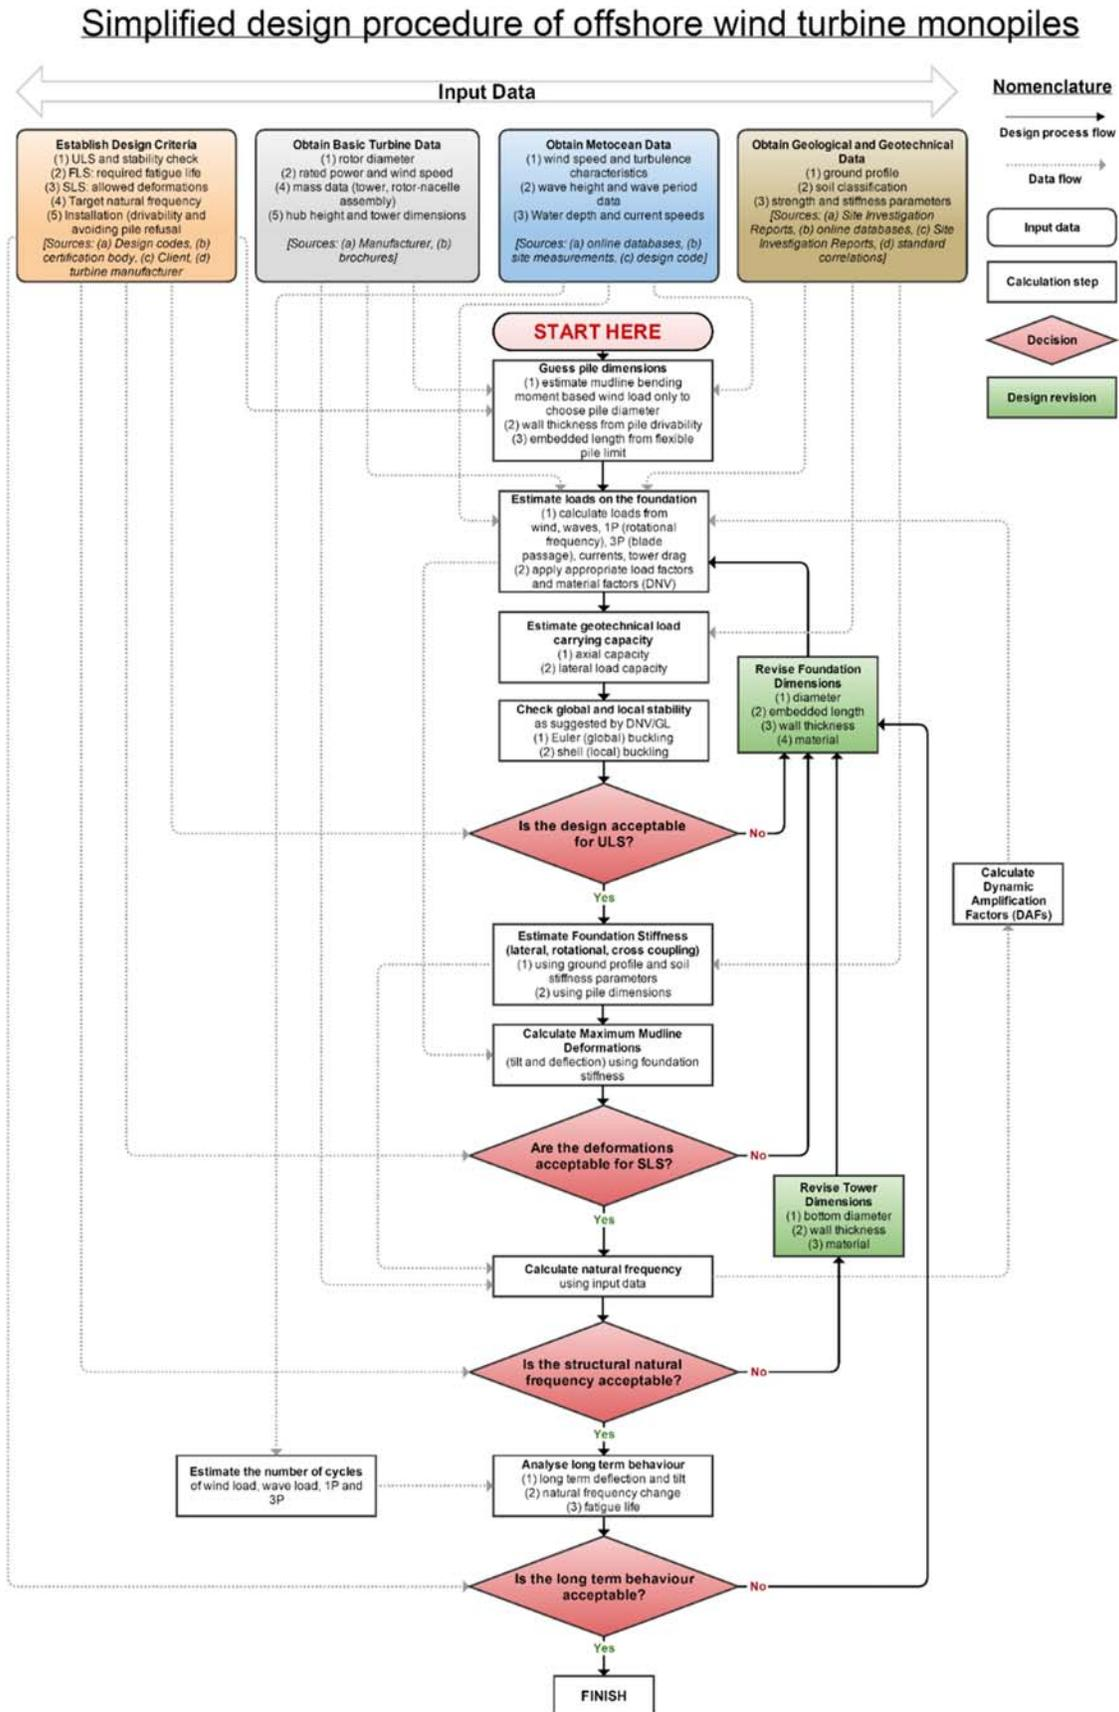 Simplified design procedure of offshore wind turbine monopiles
Input Data
Nomenclature
Design process flow
Data flow
Input data
Calculation step
Decision
Design revision
Establish Design Criteria
(1) ULS and stability check
(2) FLS: required fatigue life
(3) SLS: allowed deformations
(4) Target natural frequency
(5) Installation (drivability and
avoiding pile refusal
[Sources: (a) Design codes, (b)
certification body, (c) Client, (d)
turbine manufacturer
Obtain Basic Turbine Data
(1) rotor diameter
(2) rated power and wind speed
(4) mass data (tower, rotor-nacelle
assembly)
(5) hub height and tower dimensions
[Sources: (a) Manufacturer, (b)
brochures]
Obtain Metocean Data
(1) wind speed and turbulence
characteristics
(2) wave height and wave period
data
(3) Water depth and current speeds
[Sources: (a) online databases, (b)
site measurements, (c) design code]
Obtain Geological and Geotechnical
Data
(1) ground profile
(2) soil classification
(3) strength and stiffness parameters
[Sources: (a) Site Investigation
Reports, (b) online databases, (c) Site
Investigation Reports, (d) standard
correlations]
START HERE
Guess pile dimensions
(1) estimate mudline bending
moment based wind load only to
choose pile diameter
(2) wall thickness from pile drivability
(3) embedded length from flexible
pile limit
Estimate loads on the foundation
(1) calculate loads from
wind, waves, 1P (rotational
frequency), 3P (blade
passage), currents, tower drag
(2) apply appropriate load factors
and material factors (DNV)
Estimate geotechnical load
carrying capacity
(1) axial capacity
(2) lateral load capacity
Revise Foundation
Dimensions
(1) diameter
(2) embedded length
(3) wall thickness
(4) material
Check global and local stability
as suggested by DNV/GL
(1) Euler (global) buckling
(2) shell (local) buckling
Is the design acceptable
for ULS?
No
Yes
Calculate
Dynamic
Amplification
Factors (DAFs)
Estimate Foundation Stiffness
(lateral, rotational, cross coupling)
(1) using ground profile and soil
stiffness parameters
(2) using pile dimensions
Calculate Maximum Mudline
Deformations
(tilt and deflection) using foundation
stiffness
Are the deformations
acceptable for SLS?
No
Yes
Revise Tower
Dimensions
(1) bottom diameter
(2) wall thickness
(3) material
Calculate natural frequency
using input data
Is the structural natural
frequency acceptable?
No
Yes
Estimate the number of cycles
of wind load, wave load, 1P and
3P
Analyse long term behaviour
(1) long term deflection and tilt
(2) natural frequency change
(3) fatigue life
Is the long term behaviour
acceptable?
No
Yes
FINISH